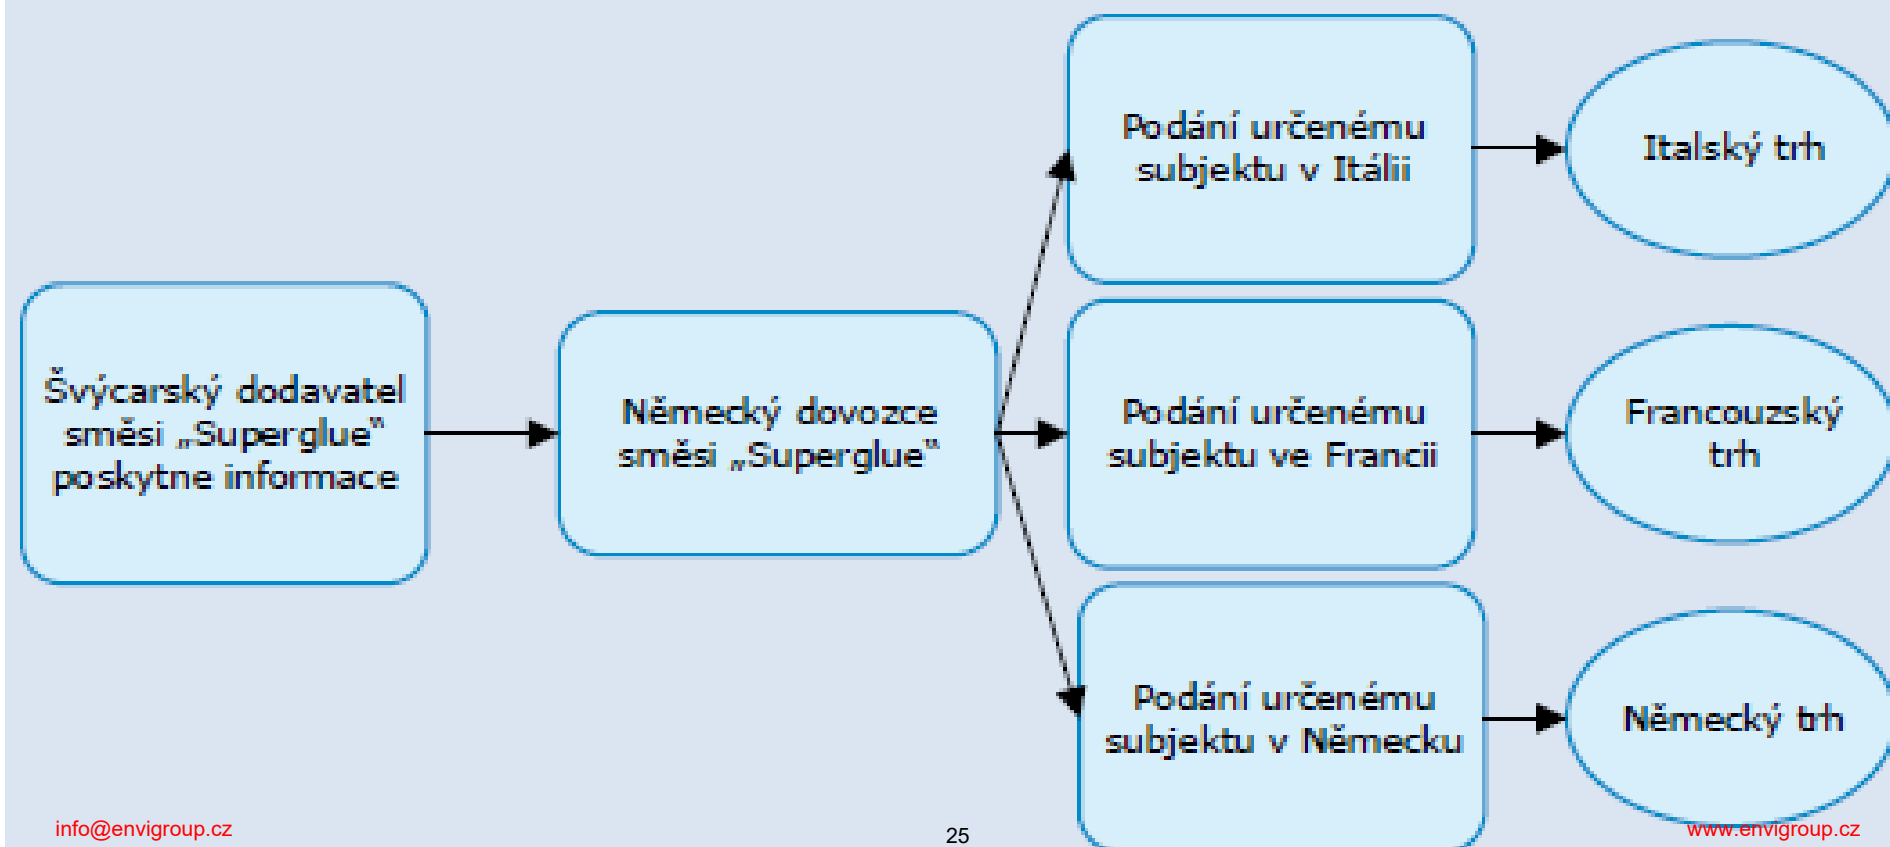 Švýcarský dodavatel
směsi „Superglue“
poskytne informace
Německý dovozce
směsi „Superglue“
Podání určenému
subjektu v Itálii
Italský trh
Podání určenému
subjektu ve Francii
Francouzský
trh
Podání určenému
subjektu v Německu
Německý trh
info@envigroup.cz
25
www.envigroup.cz